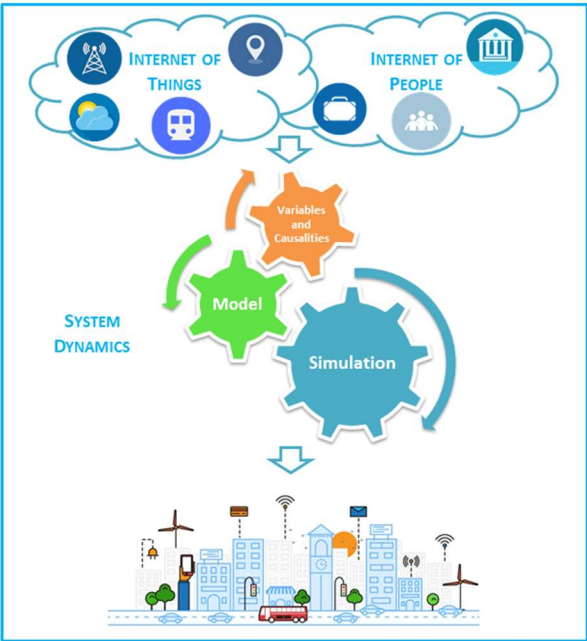 INTERNET OF
THINGS
INTERNET OF
PEOPLE
Variables
and
Causalities
Model
Simulation
SYSTEM
DYNAMICS